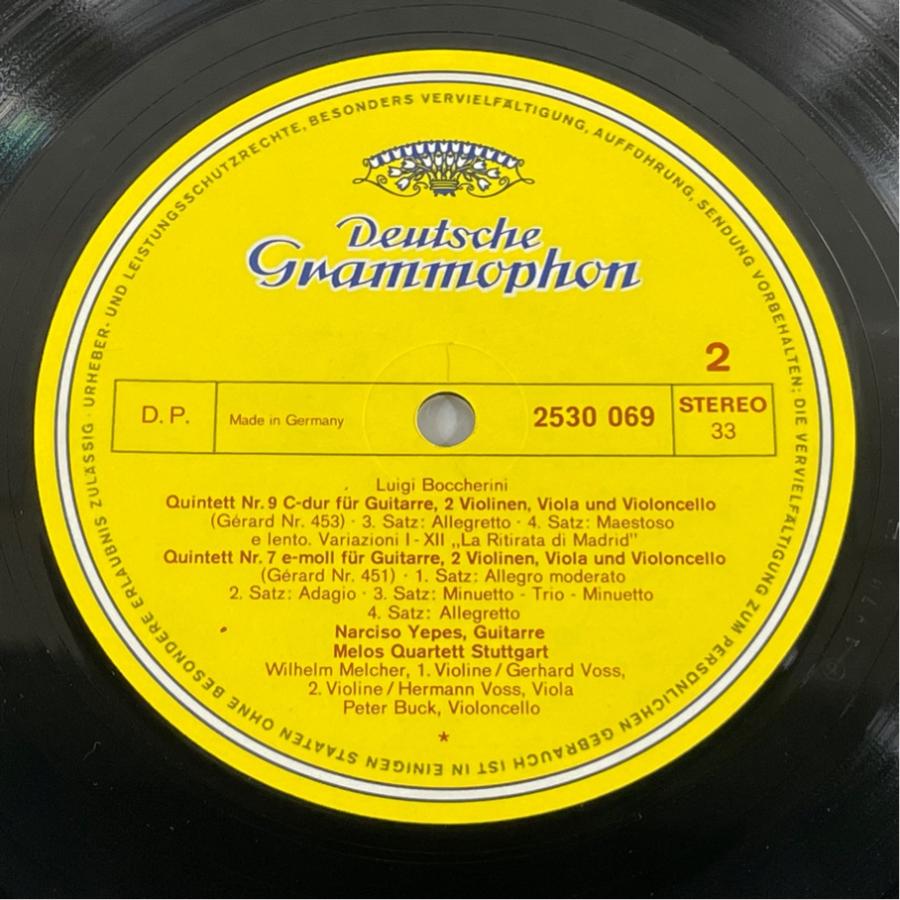 URHEBER- UND LEISTUNGSSCHUTZRECHTE, BESONDERS VERVIELFÄLTIGUNG, AUFFÜHRUNG, SENDUNG VORBEHALTEN; DIE VERVIELFÄLTIGUNG ZUM PERSÖNLICHEN GEBRAUCH IST IN EINIGEN STAATEN OHNE BESONDERE ERLAUBNIS ZULÄSSIG ·
Deutsche
Grammophon
2
D.P.
Made in Germany
2530 069
STEREO
33
Luigi Boccherini
Quintett Nr. 9 C-dur für Guitarre, 2 Violinen, Viola und Violoncello
(Gérard Nr. 453) · 3. Satz: Allegretto · 4. Satz: Maestoso
e lento. Variazioni I - XII „La Ritirata di Madrid"
Quintett Nr. 7 e-moll für Guitarre, 2 Violinen, Viola und Violoncello
(Gérard Nr. 451) · 1. Satz: Allegro moderato
2. Satz: Adagio · 3. Satz: Minuetto - Trio - Minuetto
4. Satz: Allegretto
Narciso Yepes, Guitarre
Melos Quartett Stuttgart
Wilhelm Melcher, 1. Violine / Gerhard Voss,
2. Violine / Hermann Voss, Viola
Peter Buck, Violoncello
*